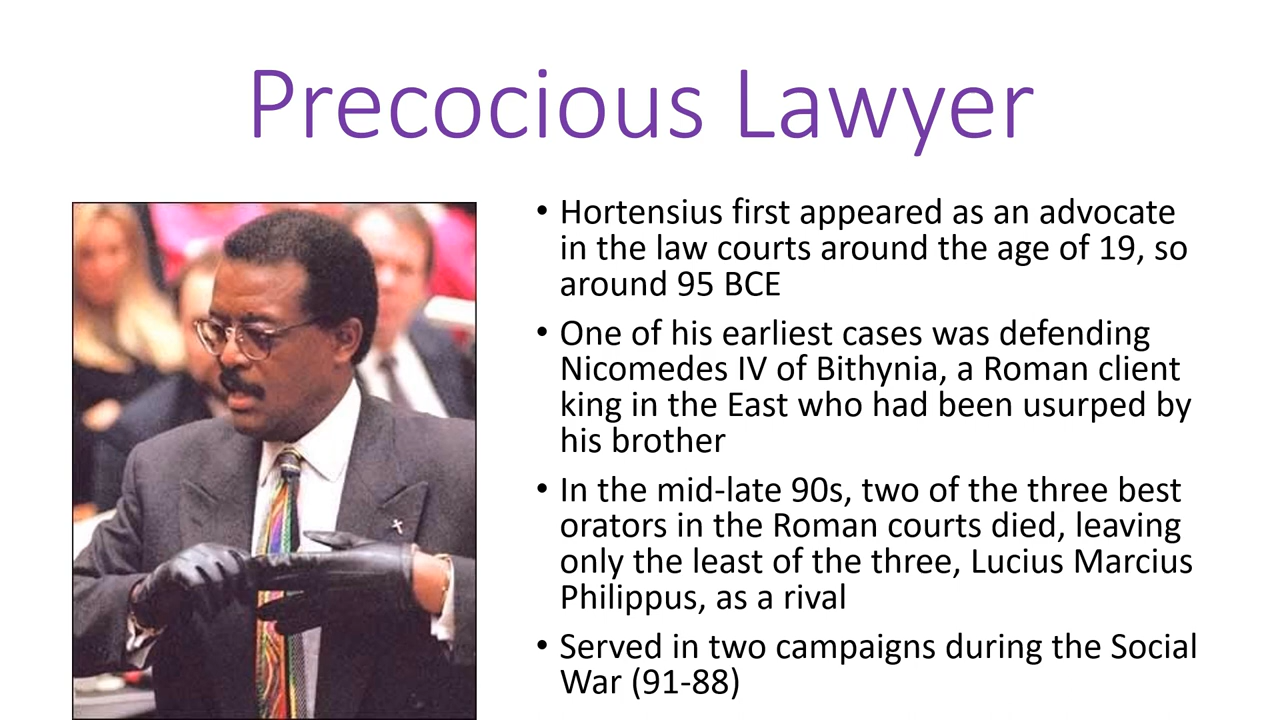 Precocious Lawyer
• Hortensius first appeared as an advocate
in the law courts around the age of 19, so
around 95 BCE
• One of his earliest cases was defending
Nicomedes IV of Bithynia, a Roman client
king in the East who had been usurped by
his brother
• In the mid-late 90s, two of the three best
orators in the Roman courts died, leaving
only the least of the three, Lucius Marcius
Philippus, as a rival
• Served in two campaigns during the Social
War (91-88)